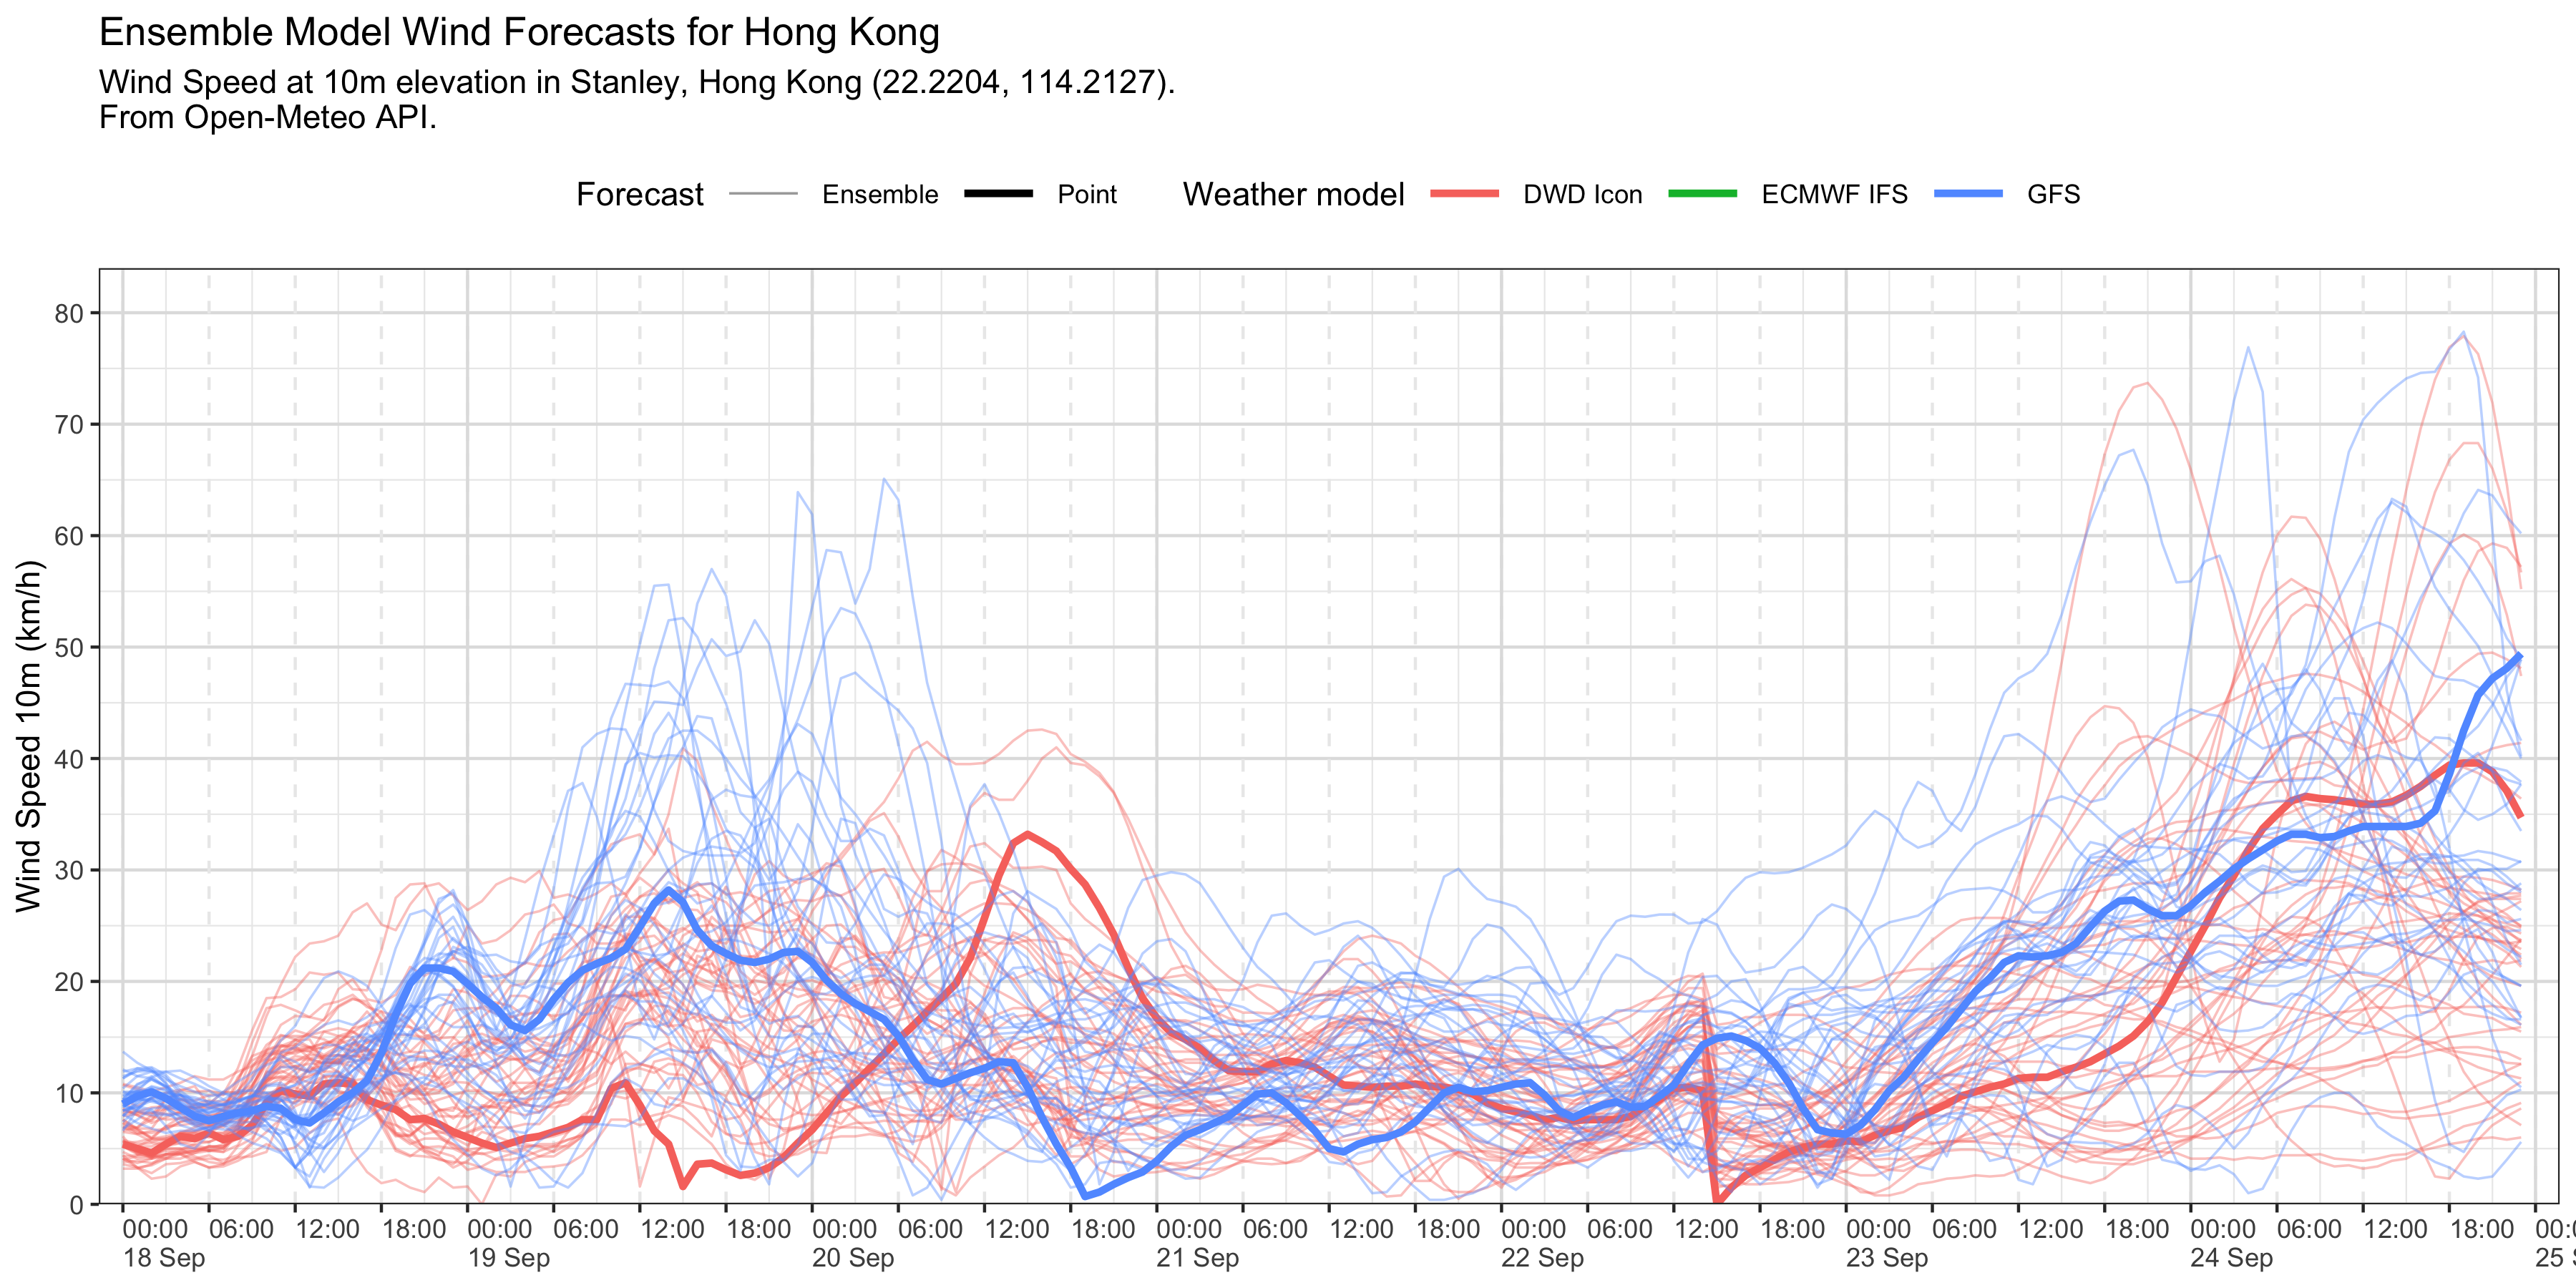 Ensemble Model Wind Forecasts for Hong Kong
Wind Speed at 10m elevation in Stanley, Hong Kong (22.2204, 114.2127).
From Open-Meteo API.
Forecast Ensemble Point Weather model DWD Icon ECMWF IFS GFS
Wind Speed 10m (km/h)
80
70
60
50
40
30
20
10
0
00:00 06:00 12:00 18:00 00:00 06:00 12:00 18:00 00:00 06:00 12:00 18:00 00:00 06:00 12:00 18:00 00:00 06:00 12:00 18:00 00:00 06:00 12:00 18:00 00:00 06:00 12:00 18:00 00:0
18 Sep 19 Sep 20 Sep 21 Sep 22 Sep 23 Sep 24 Sep 25 S